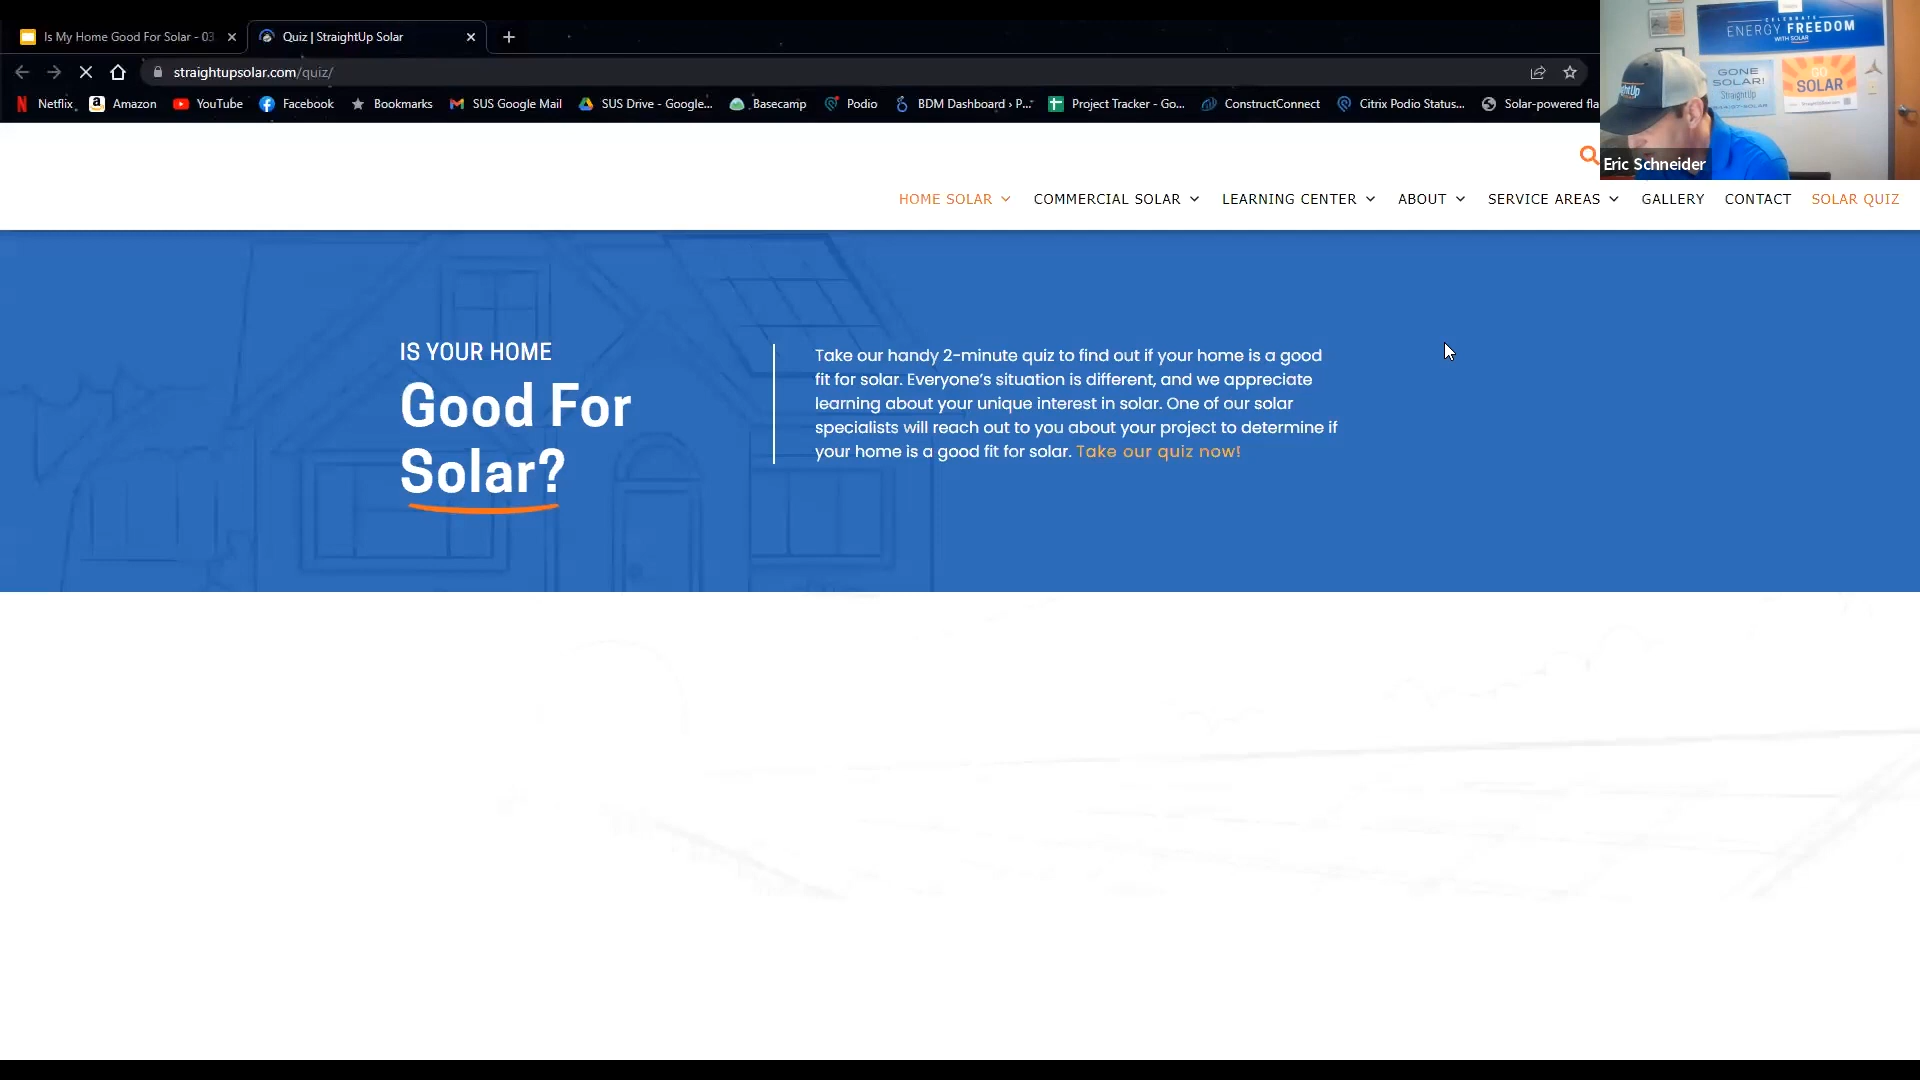 Is My Home Good For Solar - 03
Quiz | StraightUp Solar
straightupsolar.com/quiz/
Netflix
Amazon
YouTube
Facebook
Bookmarks
SUS Google Mail
SUS Drive - Google...
Basecamp
Podio
BDM Dashboard › P...
Project Tracker - Go...
ConstructConnect
Citrix Podio Status...
Solar-powered fla
CELEBRATE
ENERGY FREEDOM
WITH SOLAR
GONE
SOLAR!
StraightUp
GO
SOLAR
Eric Schneider
HOME SOLAR
COMMERCIAL SOLAR
LEARNING CENTER
ABOUT
SERVICE AREAS
GALLERY
CONTACT
SOLAR QUIZ
IS YOUR HOME
Good For
Solar?
Take our handy 2-minute quiz to find out if your home is a good
fit for solar. Everyone's situation is different, and we appreciate
learning about your unique interest in solar. One of our solar
specialists will reach out to you about your project to determine if
your home is a good fit for solar. Take our quiz now!